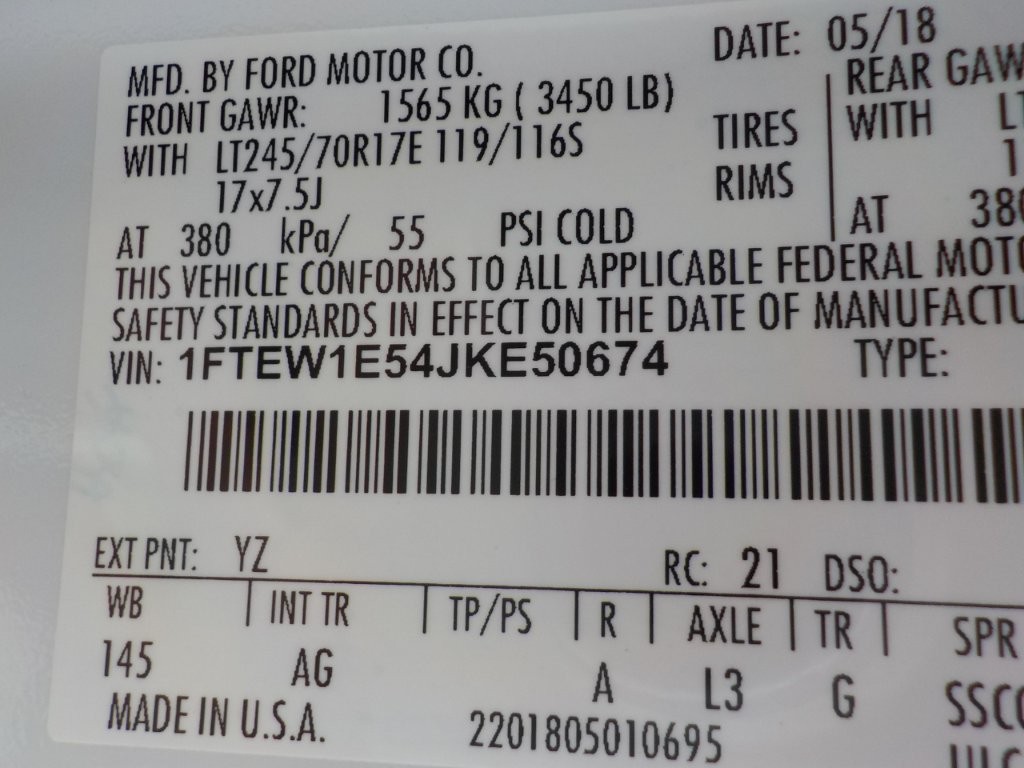 DATE: 05/18
MFD. BY FORD MOTOR CO.
FRONT GAWR: 1565 KG ( 3450 LB)
WITH LT245/70R17E 119/116S TIRES
17x7.5J RIMS
AT 380 kPa/ 55 PSI COLD
REAR
WITH
AT
THIS VEHICLE CONFORMS TO ALL APPLICABLE FEDERAL
SAFETY STANDARDS IN EFFECT ON THE DATE OF
VIN: 1FTEW1E54JKE50674 TYPE:
EXT PNT: YZ RC: 21 DSO:
WB INT TR TP/PS R AXLE TR SPR
145 AG A L3 G
MADE IN U.S.A. 2201805010695